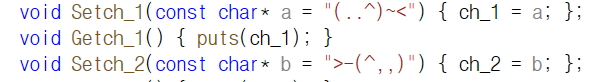 void Setch_1(const char* a = "(..^)~<") { ch_1 = a; };
void Getch_1() { puts(ch_1); }
void Setch_2(const char* b = ">-(^,,)") { ch_2 = b; };